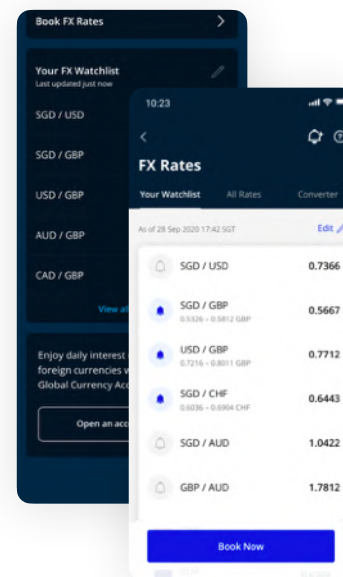 Book FX Rates
Your FX Watchlist
Last updated just now
SGD / USD
SGD / GBP
USD / GBP
AUD / GBP
CAD / GBP
View all
Enjoy daily interest
foreign currencies
Global Currency
Open an
10:23
FX Rates
Your Watchlist All Rates Converter
As of 28 Sep 2020 17:42 SGT Edit
SGD / USD 0.7366
SGD / GBP 0.5667
0.5326 – 0.5812 GBP
USD / GBP 0.7712
0.7216 – 0.8011 GBP
SGD / CHF 0.6443
0.6036 – 0.6904 CHF
SGD / AUD 1.0422
GBP / AUD 1.7812
Book Now